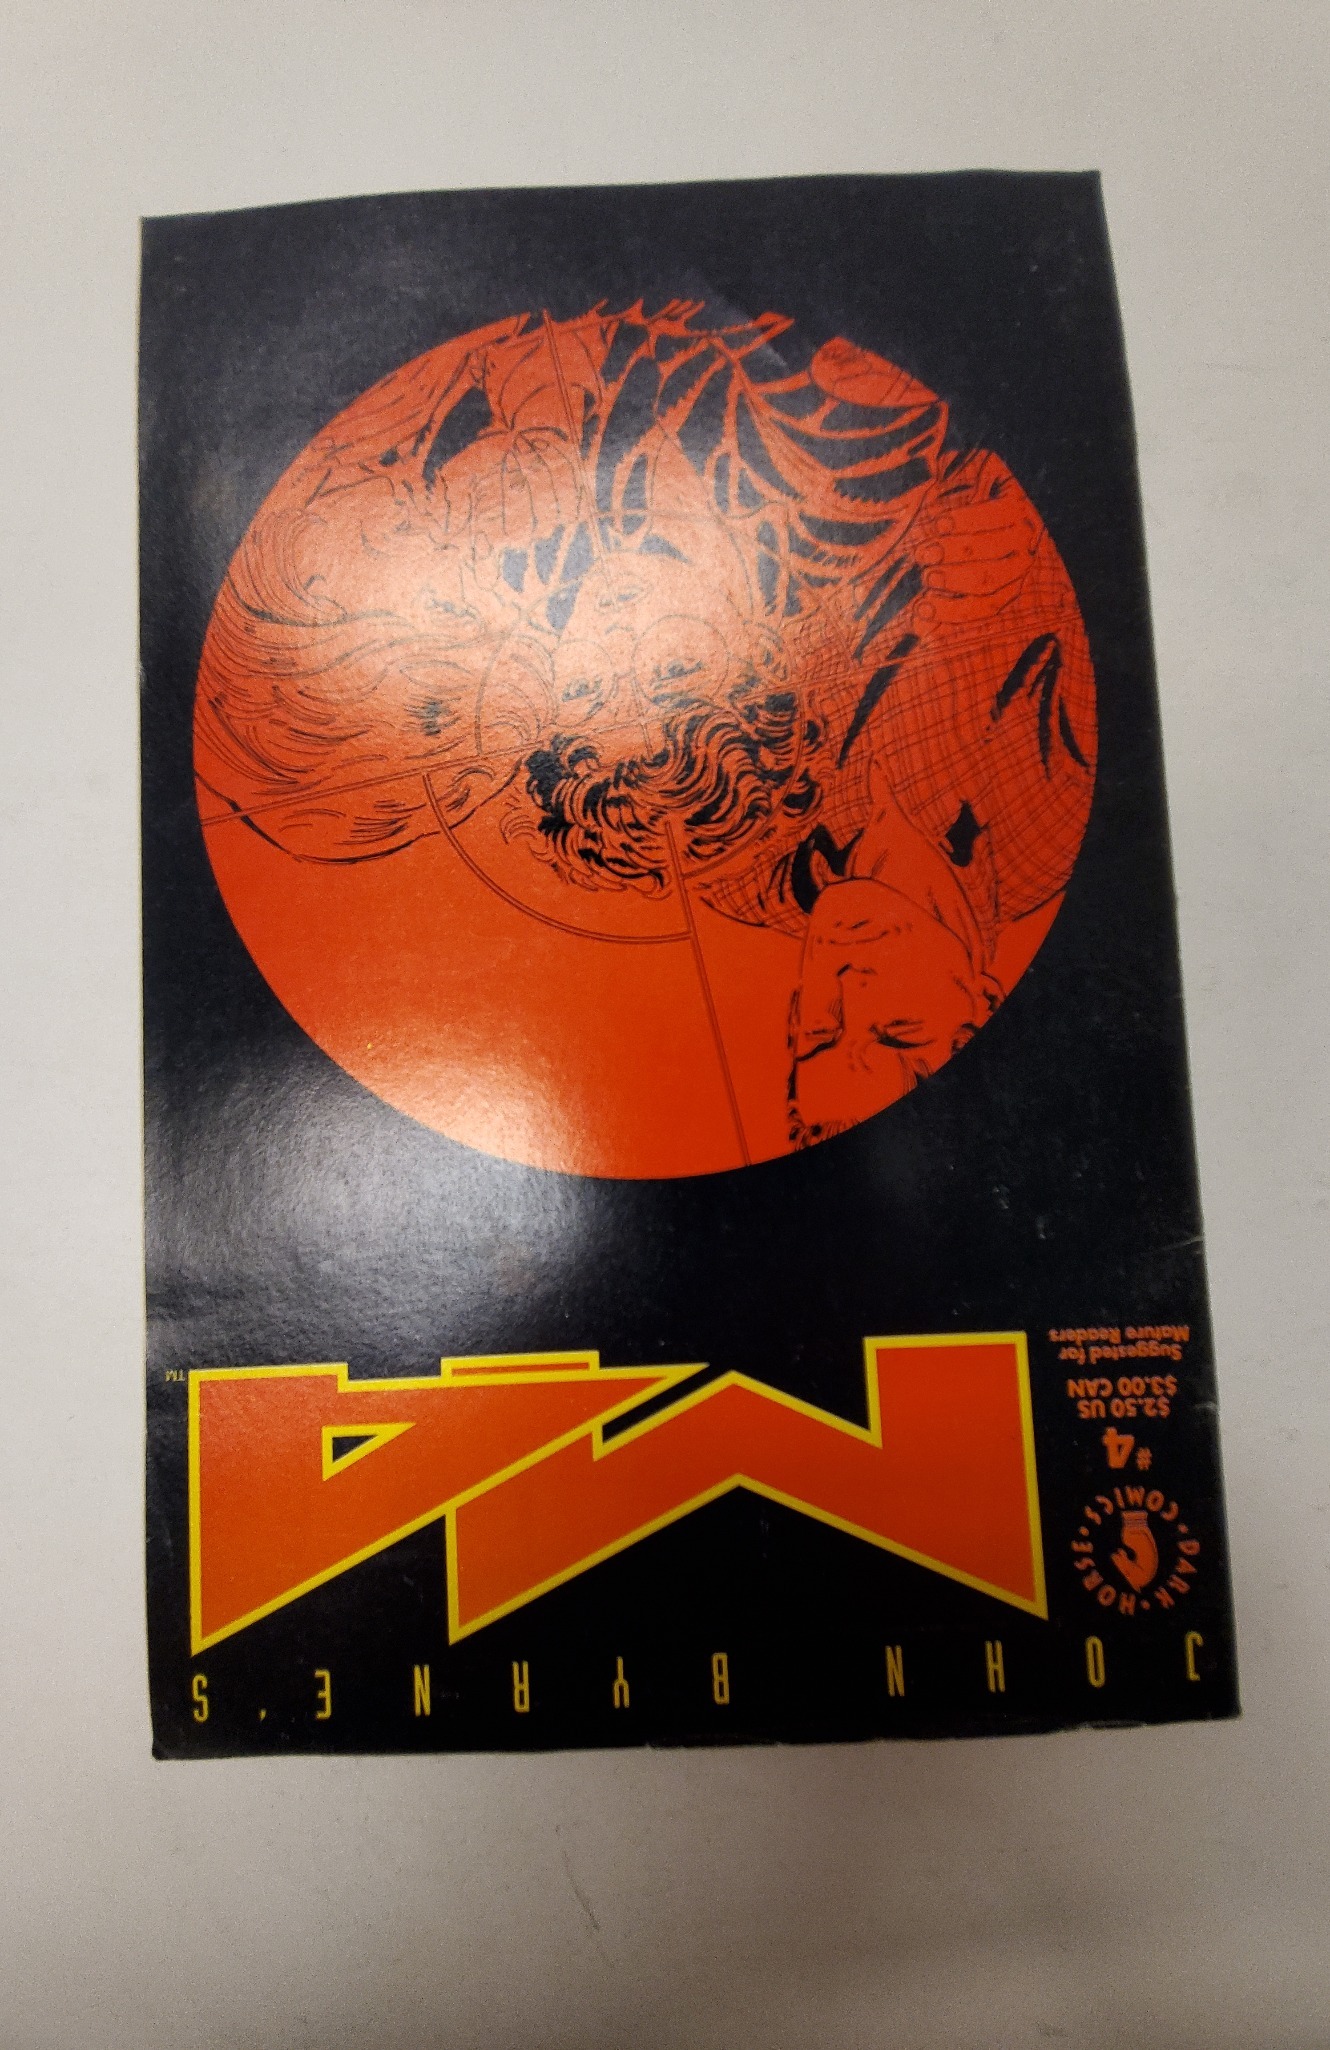 JOHN BYRNE'S
DARK HORSE COMICS
#4
$2.50 US
$3.00 CAN
Suggested for
Mature Readers
M4
TM